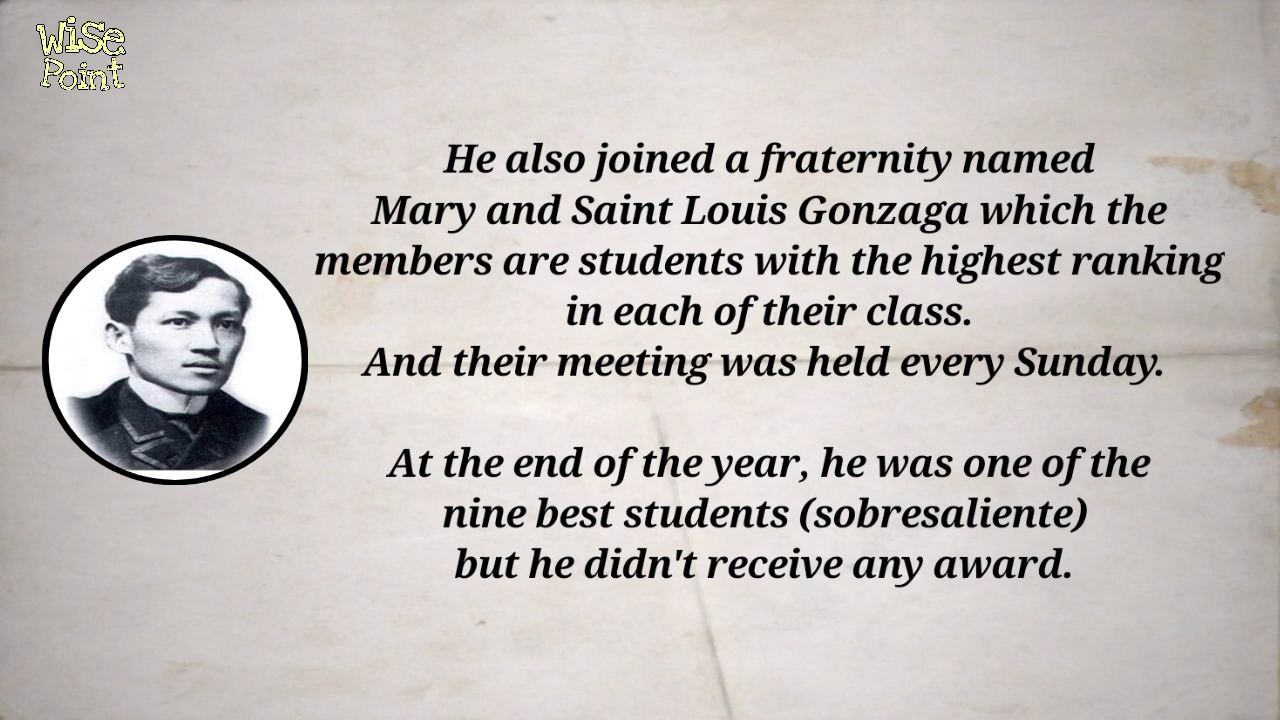 WiSe
Point
He also joined a fraternity named
Mary and Saint Louis Gonzaga which the
members are students with the highest ranking
in each of their class.
And their meeting was held every Sunday.
At the end of the year, he was one of the
nine best students (sobresaliente)
but he didn't receive any award.